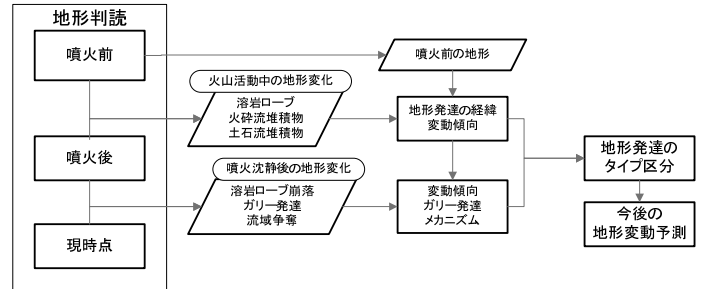 地形判読
噴火前
噴火後
現時点
噴火前の地形
火山活動中の地形変化
溶岩ローブ
火砕流堆積物
土石流堆積物
地形発達の経緯
変動傾向
噴火沈静後の地形変化
溶岩ローブ崩落
ガリー発達
流域争奪
変動傾向
ガリー発達
メカニズム
地形発達の
タイプ区分
今後の
地形変動予測